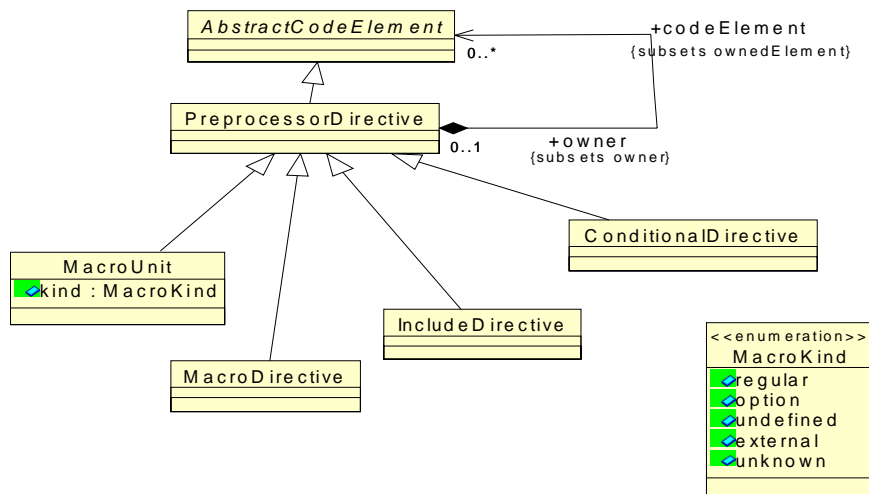 AbstractCodeElement
+codeElement
0..*
{subsets ownedElement}
PreprocessorDirective
0..1
+owner
{subsets owner}
ConditionalDirective
MacroUnit
kind : MacroKind
IncludeDirective
MacroDirective
<<enumeration>>
MacroKind
regular
option
undefined
external
unknown